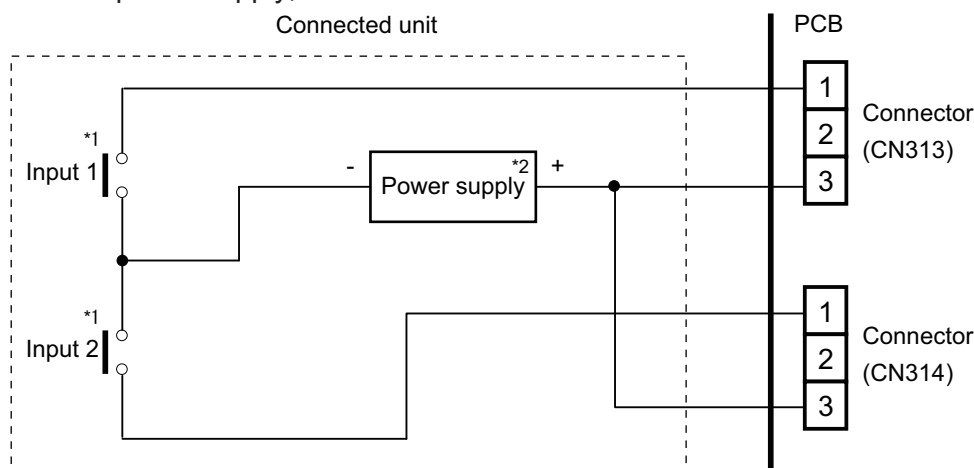 Connected unit
PCB
1
2
3
Connector
(CN313)
*1
Input 1
-
Power supply
*2
+
*1
Input 2
1
2
3
Connector
(CN314)